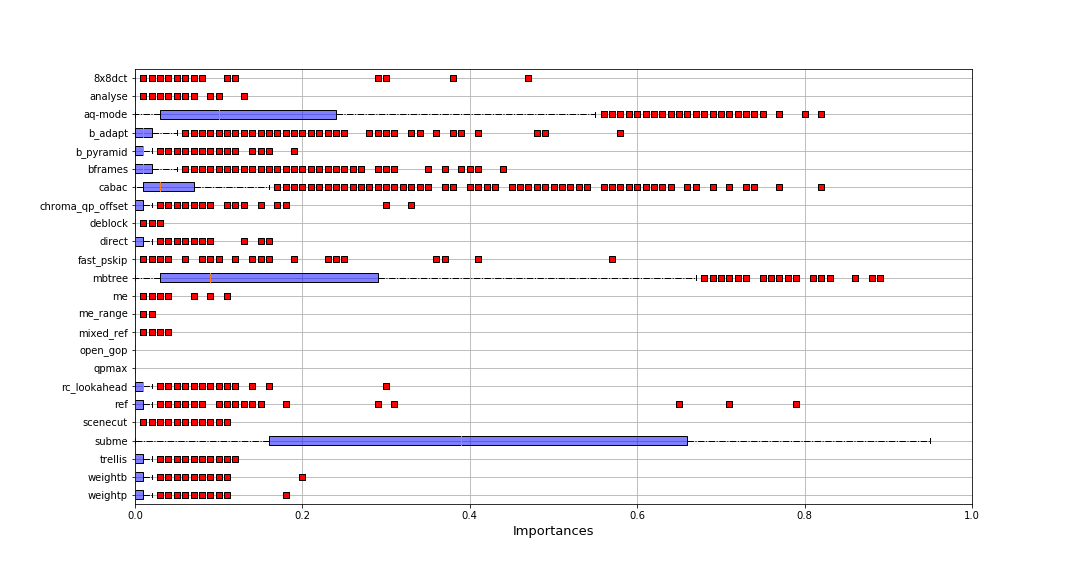 8x8dct
analyse
aq-mode
b_adapt
b_pyramid
bframes
cabac
chroma_qp_offset
deblock
direct
fast_pskip
mbtree
me
me_range
mixed_ref
open_gop
qpmax
rc_lookahead
ref
scenecut
subme
trellis
weightb
weightp
0.0 0.2 0.4 0.6 0.8 1.0
Importances